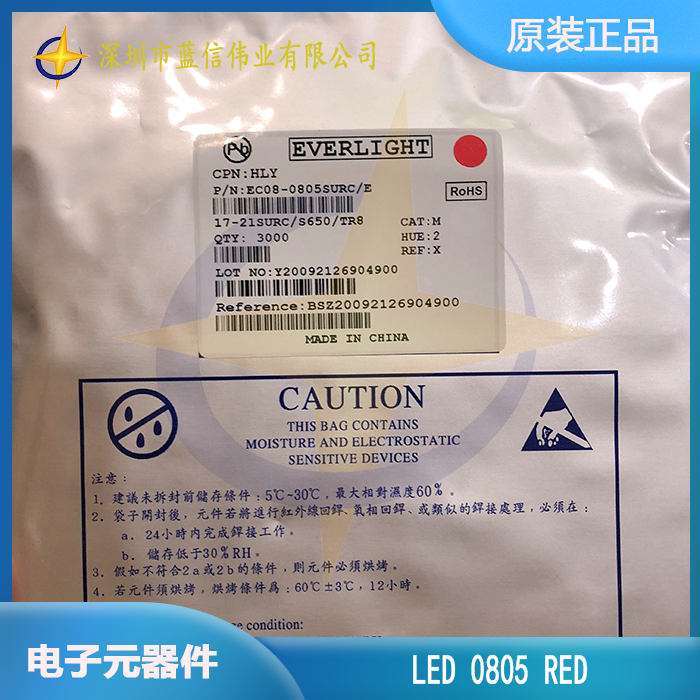 深圳市蓝信伟业有限公司
原装正品
Pb
EVERLIGHT
CPN:HLY
P/N:EC08-0805SURC/E
RoHS
17-21SURC/S650/TR8
CAT:M
QTY: 3000
HUE:2
REF:X
LOT NO:Y20092126904900
Reference:BSZ20092126904900
MADE IN CHINA
CAUTION
THIS BAG CONTAINS
MOISTURE AND ELECTROSTATIC
SENSITIVE DEVICES
注意:
1. 建議未拆封前儲存條件:5℃~30℃,最大相對濕度60%。
2. 袋子開封後,元件若將進行紅外線回銲、氣相回銲、或類似的銲接處理,必須在:
a. 24小時内完成銲接工作。
b. 儲存低于30%RH。
3. 假如不符合2a或2b的條件,則元件必須烘烤。
4. 若元件須烘烤,烘烤條件爲:60℃±3℃,12小時。
condition:
电子元器件
LED 0805 RED